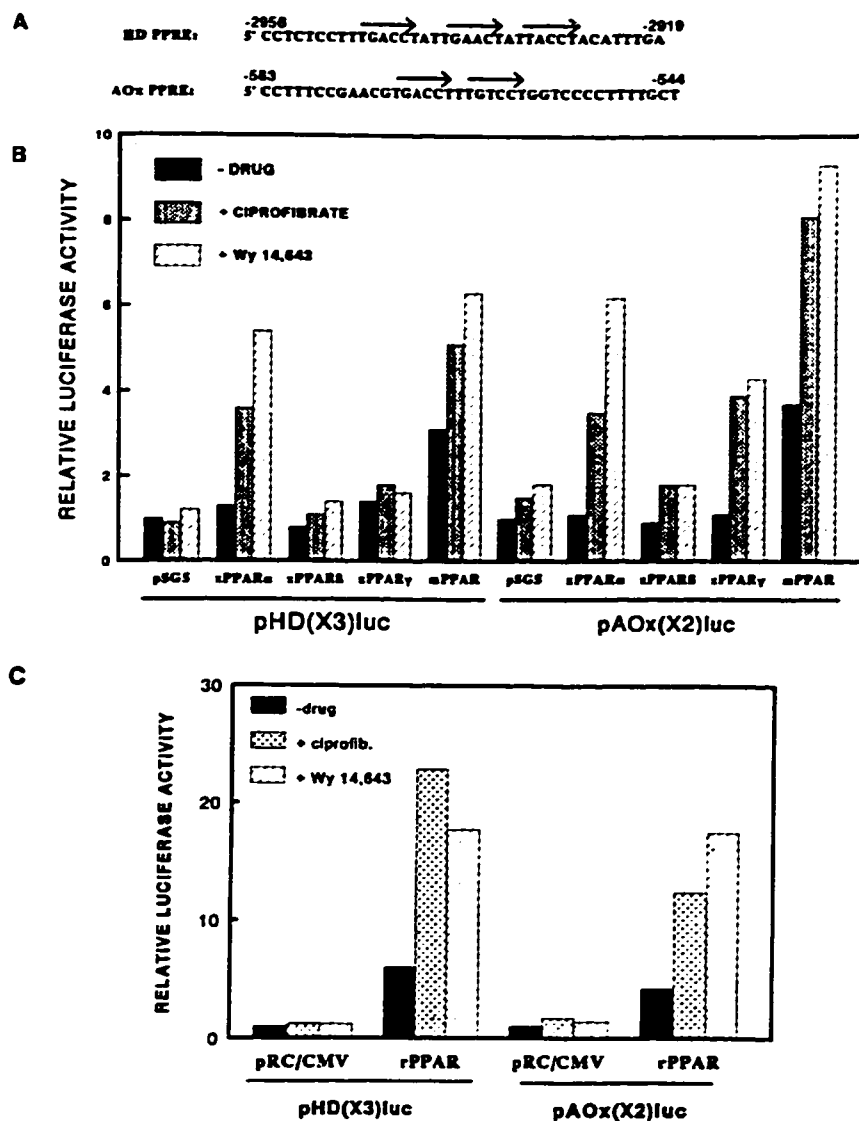 A
-2956 -2919
HD PPRE: 5' CCTCTCCTTTGACCTATTGAACTATTACCTACATTTGA
-583 -544
AOx PPRE: 5' CCTTTCCGAACGTGACCTTTGTCCTGGTCCCCTTTTGCT
B
RELATIVE LUCIFERASE ACTIVITY
10
8
6
4
2
0
- DRUG
+ CIPROFIBRATE
+ Wy 14,643
pSG5 xPPARα xPPARβ xPPARγ mPPAR pSG5 xPPARα xPPARβ xPPARγ mPPAR
pHD(X3)luc pAOx(X2)luc
C
RELATIVE LUCIFERASE ACTIVITY
30
20
10
0
-drug
+ ciprofib.
+ Wy 14,643
pRC/CMV rPPAR pRC/CMV rPPAR
pHD(X3)luc pAOx(X2)luc